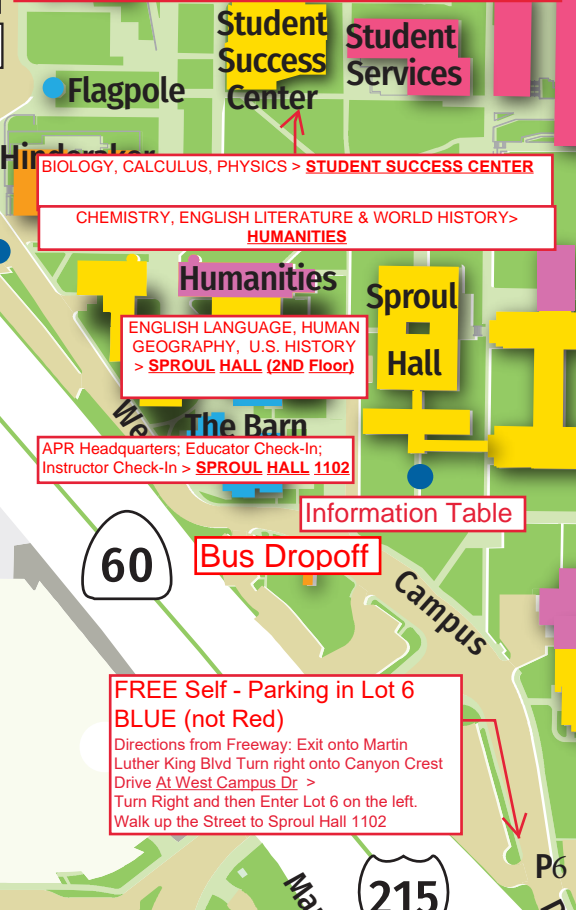 Student
Success
Center
Student
Services
Flagpole
Hinderaker
BIOLOGY, CALCULUS, PHYSICS > STUDENT SUCCESS CENTER
CHEMISTRY, ENGLISH LITERATURE & WORLD HISTORY>
HUMANITIES
Humanities
Sproul
Hall
ENGLISH LANGUAGE, HUMAN
GEOGRAPHY, U.S. HISTORY
> SPROUL HALL (2ND Floor)
We
The Barn
APR Headquarters; Educator Check-In;
Instructor Check-In > SPROUL HALL 1102
Information Table
Bus Dropoff
60
Campus
FREE Self - Parking in Lot 6
BLUE (not Red)
Directions from Freeway: Exit onto Martin
Luther King Blvd Turn right onto Canyon Crest
Drive At West Campus Dr >
Turn Right and then Enter Lot 6 on the left.
Walk up the Street to Sproul Hall 1102
P6
Ma
215